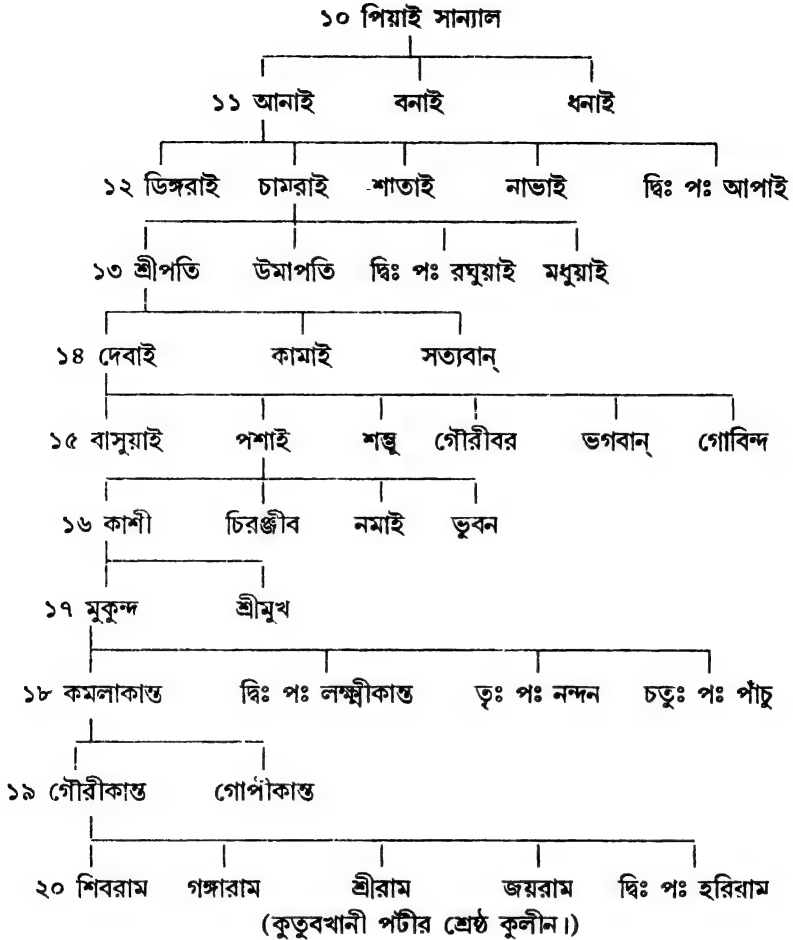 ১০ পিয়াই সান্যাল
১১ আনাই বনাই ধনাই
১২ ডিঙ্গরাই চামরাই শাতাই নাভাই দ্বিঃ পঃ আপাই
১৩ শ্রীপতি উমাপতি দ্বিঃ পঃ রঘুয়াই মধুয়াই
১৪ দেবাই কামাই সত্যবান্
১৫ বাসুয়াই পশাই শম্ভু গৌরীবর ভগবান্ গোবিন্দ
১৬ কাশী চিরঞ্জীব নমাই ভুবন
১৭ মুকুন্দ শ্রীমুখ
১৮ কমলাকান্ত দ্বিঃ পঃ লক্ষ্মীকান্ত তৃঃ পঃ নন্দন চতুঃ পঃ পাঁচু
১৯ গৌরীকান্ত গোপীকান্ত
২০ শিবরাম গঙ্গারাম শ্রীরাম জয়রাম দ্বিঃ পঃ হরিরাম
(কুতুবখানী পটীর শ্রেষ্ঠ কুলীন।)